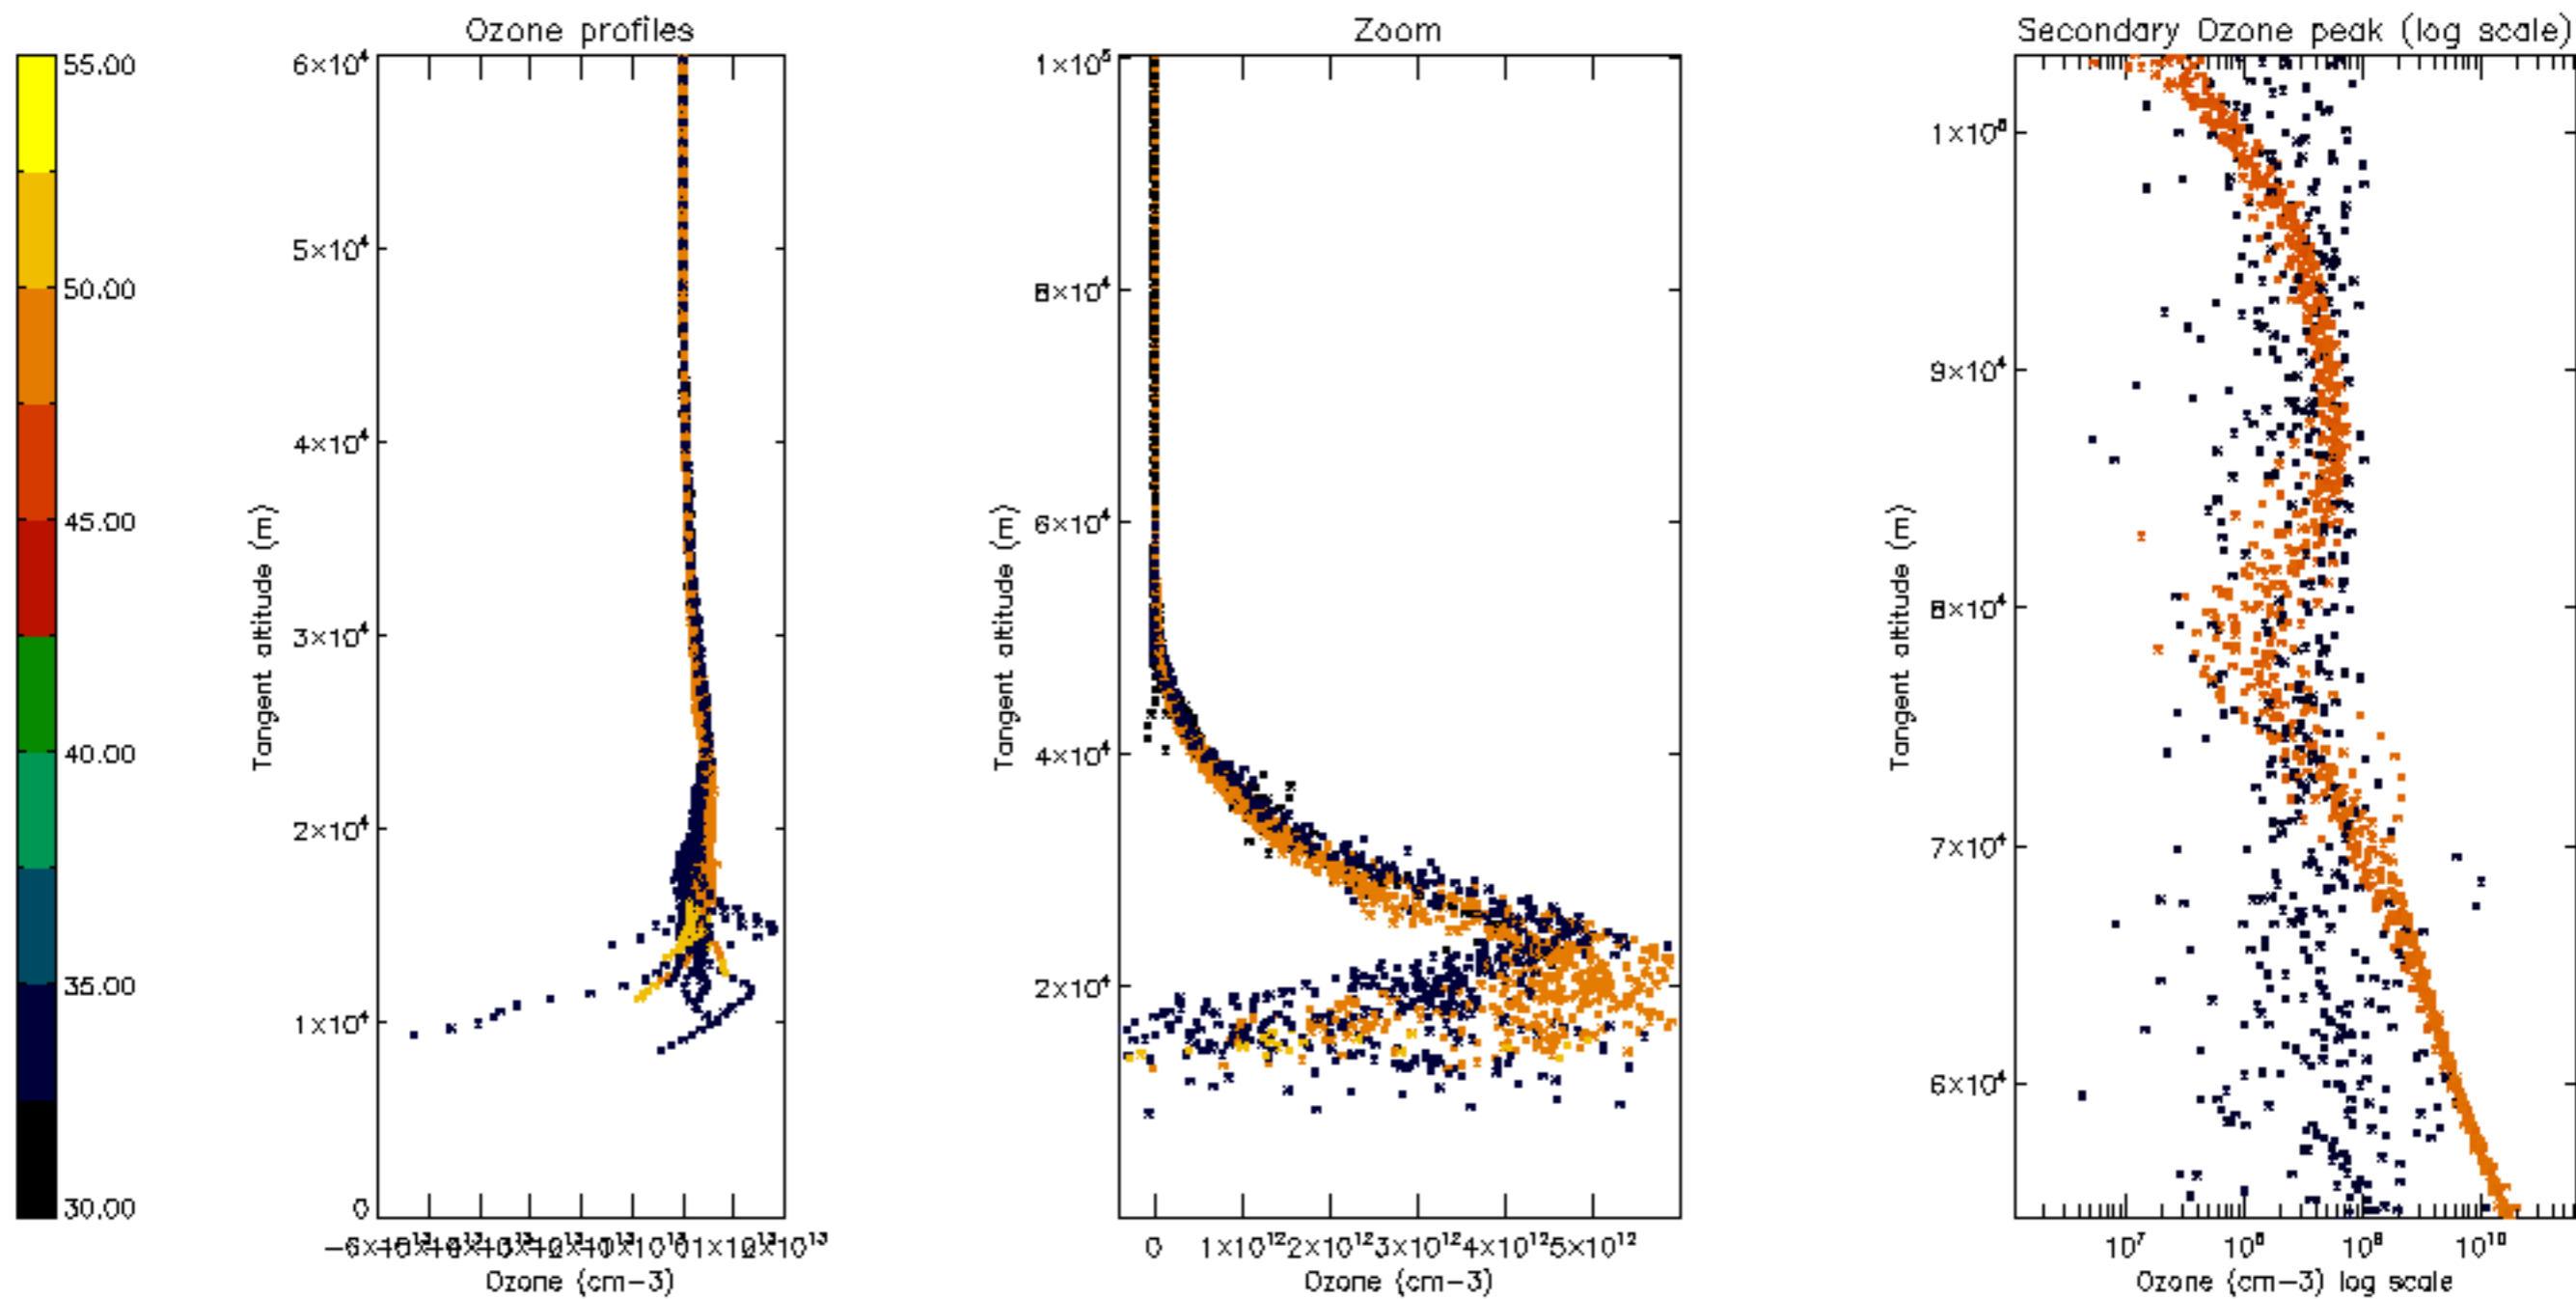 Ozone profiles
Zoom
Secondary Ozone peak (log scale)
55.00
50.00
45.00
40.00
35.00
30.00
6×10⁴
5×10⁴
4×10⁴
3×10⁴
2×10⁴
1×10⁴
0
Tangent altitude (m)
Ozone (cm-3)
1×10⁵
8×10⁴
6×10⁴
4×10⁴
2×10⁴
Tangent altitude (m)
0 1×10¹² 2×10¹² 3×10¹² 4×10¹² 5×10¹²
Ozone (cm-3)
9×10⁴
8×10⁴
7×10⁴
6×10⁴
Tangent altitude (m)
10⁷ 10⁸ 10⁹ 10¹⁰
Ozone (cm-3) log scale